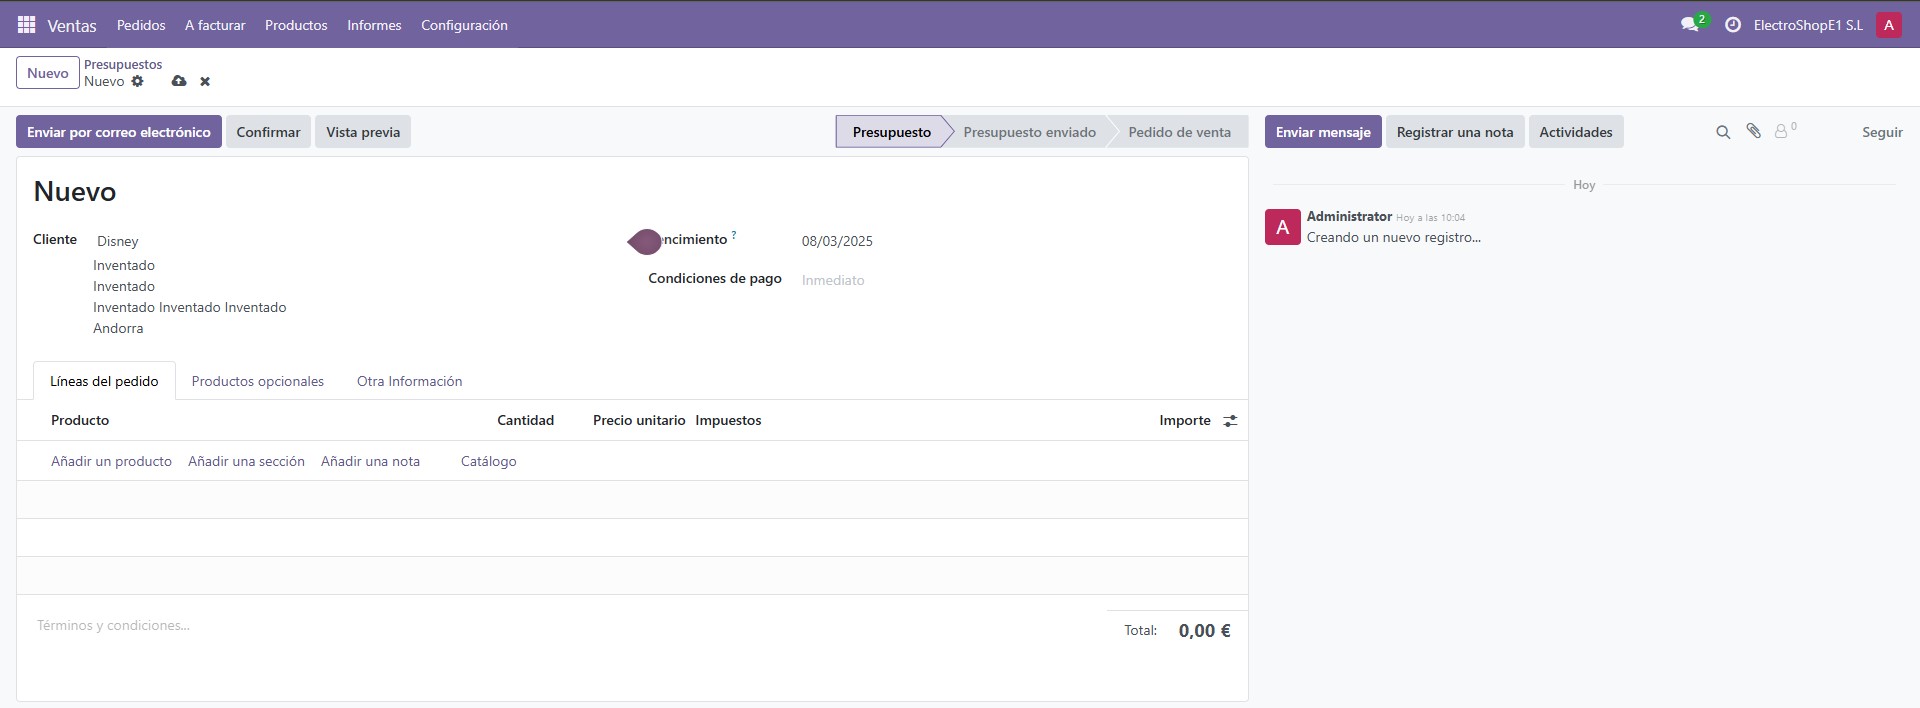 Ventas Pedidos A facturar Productos Informes Configuración 2 ElectroShopE1 S.L A
Nuevo Presupuestos
Nuevo
Enviar por correo electrónico Confirmar Vista previa Presupuesto Presupuesto enviado Pedido de venta Enviar mensaje Registrar una nota Actividades 0 Seguir
Nuevo
Hoy
Cliente Disney
Inventado
Inventado
Inventado Inventado Inventado
Andorra
encimiento ? 08/03/2025
Condiciones de pago Inmediato
A Administrator Hoy a las 10:04
Creando un nuevo registro...
Líneas del pedido Productos opcionales Otra Información
Producto Cantidad Precio unitario Impuestos Importe
Añadir un producto Añadir una sección Añadir una nota Catálogo
Términos y condiciones...
Total: 0,00 €